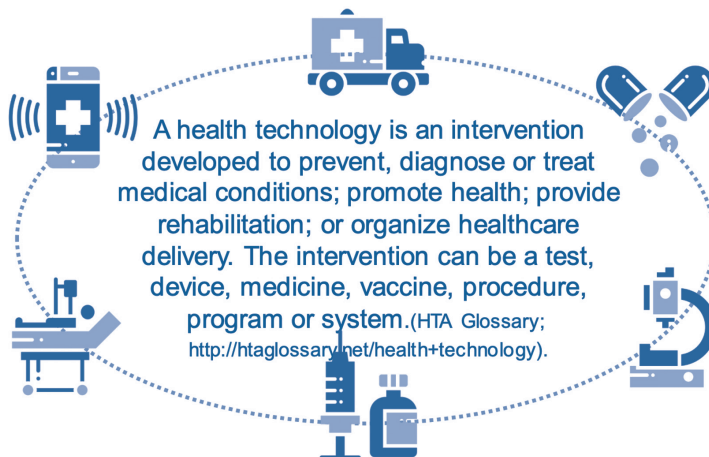 A health technology is an intervention
developed to prevent, diagnose or treat
medical conditions; promote health; provide
rehabilitation; or organize healthcare
delivery. The intervention can be a test,
device, medicine, vaccine, procedure,
program or system.(HTA Glossary;
http://htaglossary.net/health+technology).